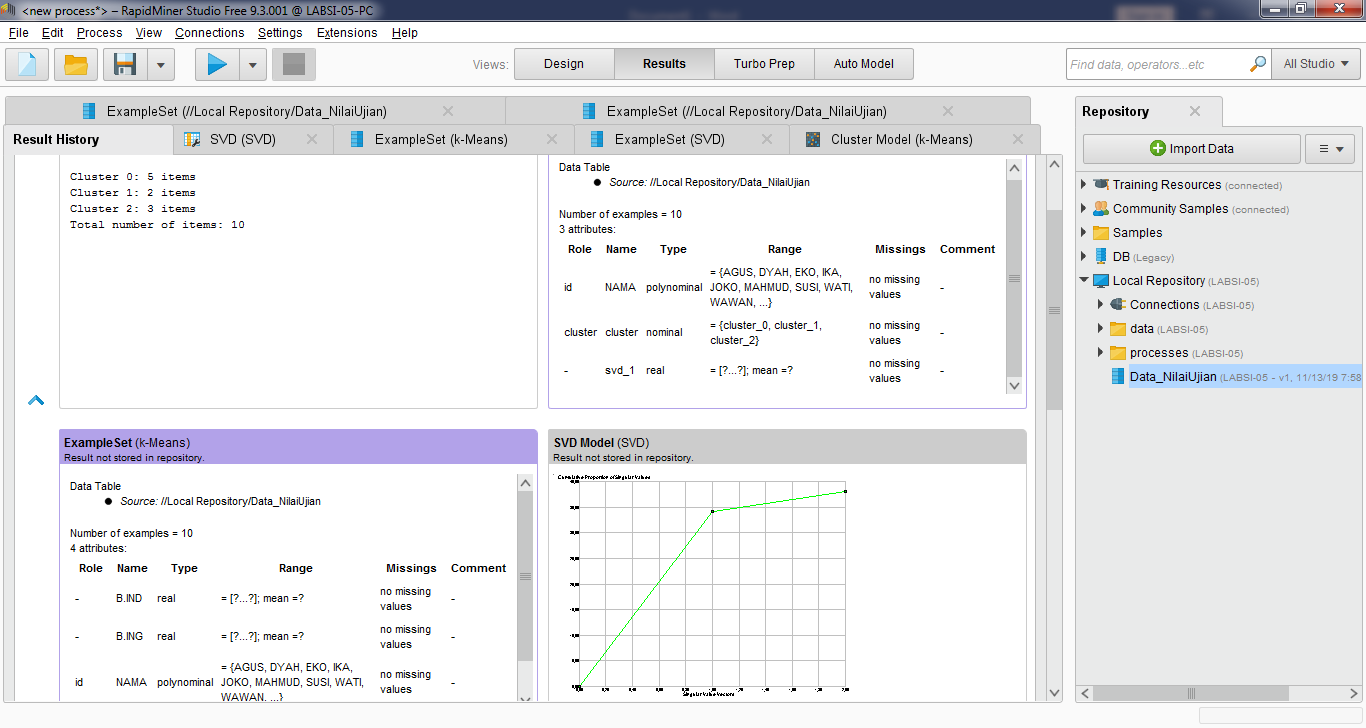 <new process*> – RapidMiner Studio Free 9.3.001 @ LABSI-05-PC
File Edit Process View Connections Settings Extensions Help
Views: Design Results Turbo Prep Auto Model
Find data, operators...etc
All Studio
ExampleSet (///Local Repository/Data_NilaiUjian)
ExampleSet (///Local Repository/Data_NilaiUjian)
Result History
SVD (SVD)
ExampleSet (k-Means)
ExampleSet (SVD)
Cluster Model (k-Means)
Cluster 0: 5 items
Cluster 1: 2 items
Cluster 2: 3 items
Total number of items: 10
Data Table
Source: //Local Repository/Data_NilaiUjian
Number of examples = 10
3 attributes:
Role Name Type Range Missings Comment
id NAMA polynominal = {AGUS, DYAH, EKO, IKA, JOKO, MAHMUD, SUSI, WATI, WAWAN, ...} no missing values -
cluster cluster nominal = {cluster_0, cluster_1, cluster_2} no missing values -
- svd_1 real = [?...?]; mean =? no missing values -
ExampleSet (k-Means)
Result not stored in repository.
Data Table
Source: //Local Repository/Data_NilaiUjian
Number of examples = 10
4 attributes:
Role Name Type Range Missings Comment
- B.IND real = [?...?]; mean =? no missing values -
- B.ING real = [?...?]; mean =? no missing values -
id NAMA polynominal = {AGUS, DYAH, EKO, IKA, JOKO, MAHMUD, SUSI, WATI, WAWAN, ...} no missing values -
SVD Model (SVD)
Result not stored in repository.
Cumulative Proportion of Singular Values
Singular Value Vectors
Repository
Import Data
Training Resources (connected)
Community Samples (connected)
Samples
DB (Legacy)
Local Repository (LABSI-05)
Connections (LABSI-05)
data (LABSI-05)
processes (LABSI-05)
Data_NilaiUjian (LABSI-05 - v1, 11/13/19 7:58